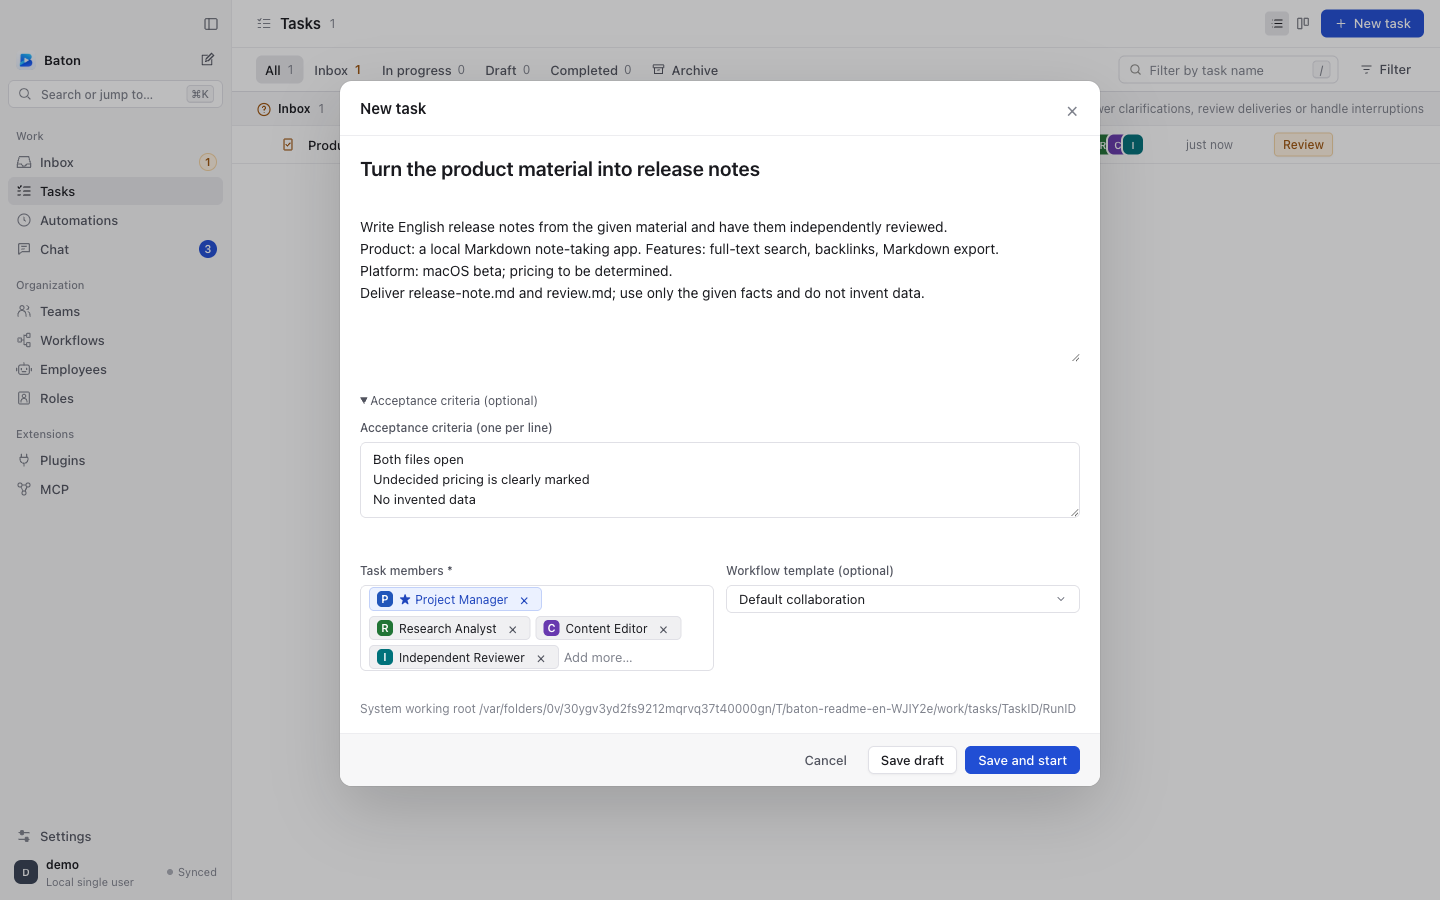 Tasks 1
New task
Baton
Search or jump to... ⌘K
Work
Inbox 1
Tasks
Automations
Chat 3
Organization
Teams
Workflows
Employees
Roles
Extensions
Plugins
MCP
Settings
D
demo
Local single user
Synced
All 1
Inbox 1
In progress 0
Draft 0
Completed 0
Archive
Filter by task name /
Filter
Inbox 1
clarifications, review deliveries or handle interruptions
R C I
just now
Review
New task
Turn the product material into release notes
Write English release notes from the given material and have them independently reviewed.
Product: a local Markdown note-taking app. Features: full-text search, backlinks, Markdown export.
Platform: macOS beta; pricing to be determined.
Deliver release-note.md and review.md; use only the given facts and do not invent data.
Acceptance criteria (optional)
Acceptance criteria (one per line)
Both files open
Undecided pricing is clearly marked
No invented data
Task members *
P ★ Project Manager ×
R Research Analyst × C Content Editor ×
I Independent Reviewer × Add more...
Workflow template (optional)
Default collaboration
System working root /var/folders/0v/30ygv3yd2fs9212mqrvq37t40000gn/T/baton-readme-en-WJIY2e/work/tasks/TaskID/RunID
Cancel
Save draft
Save and start